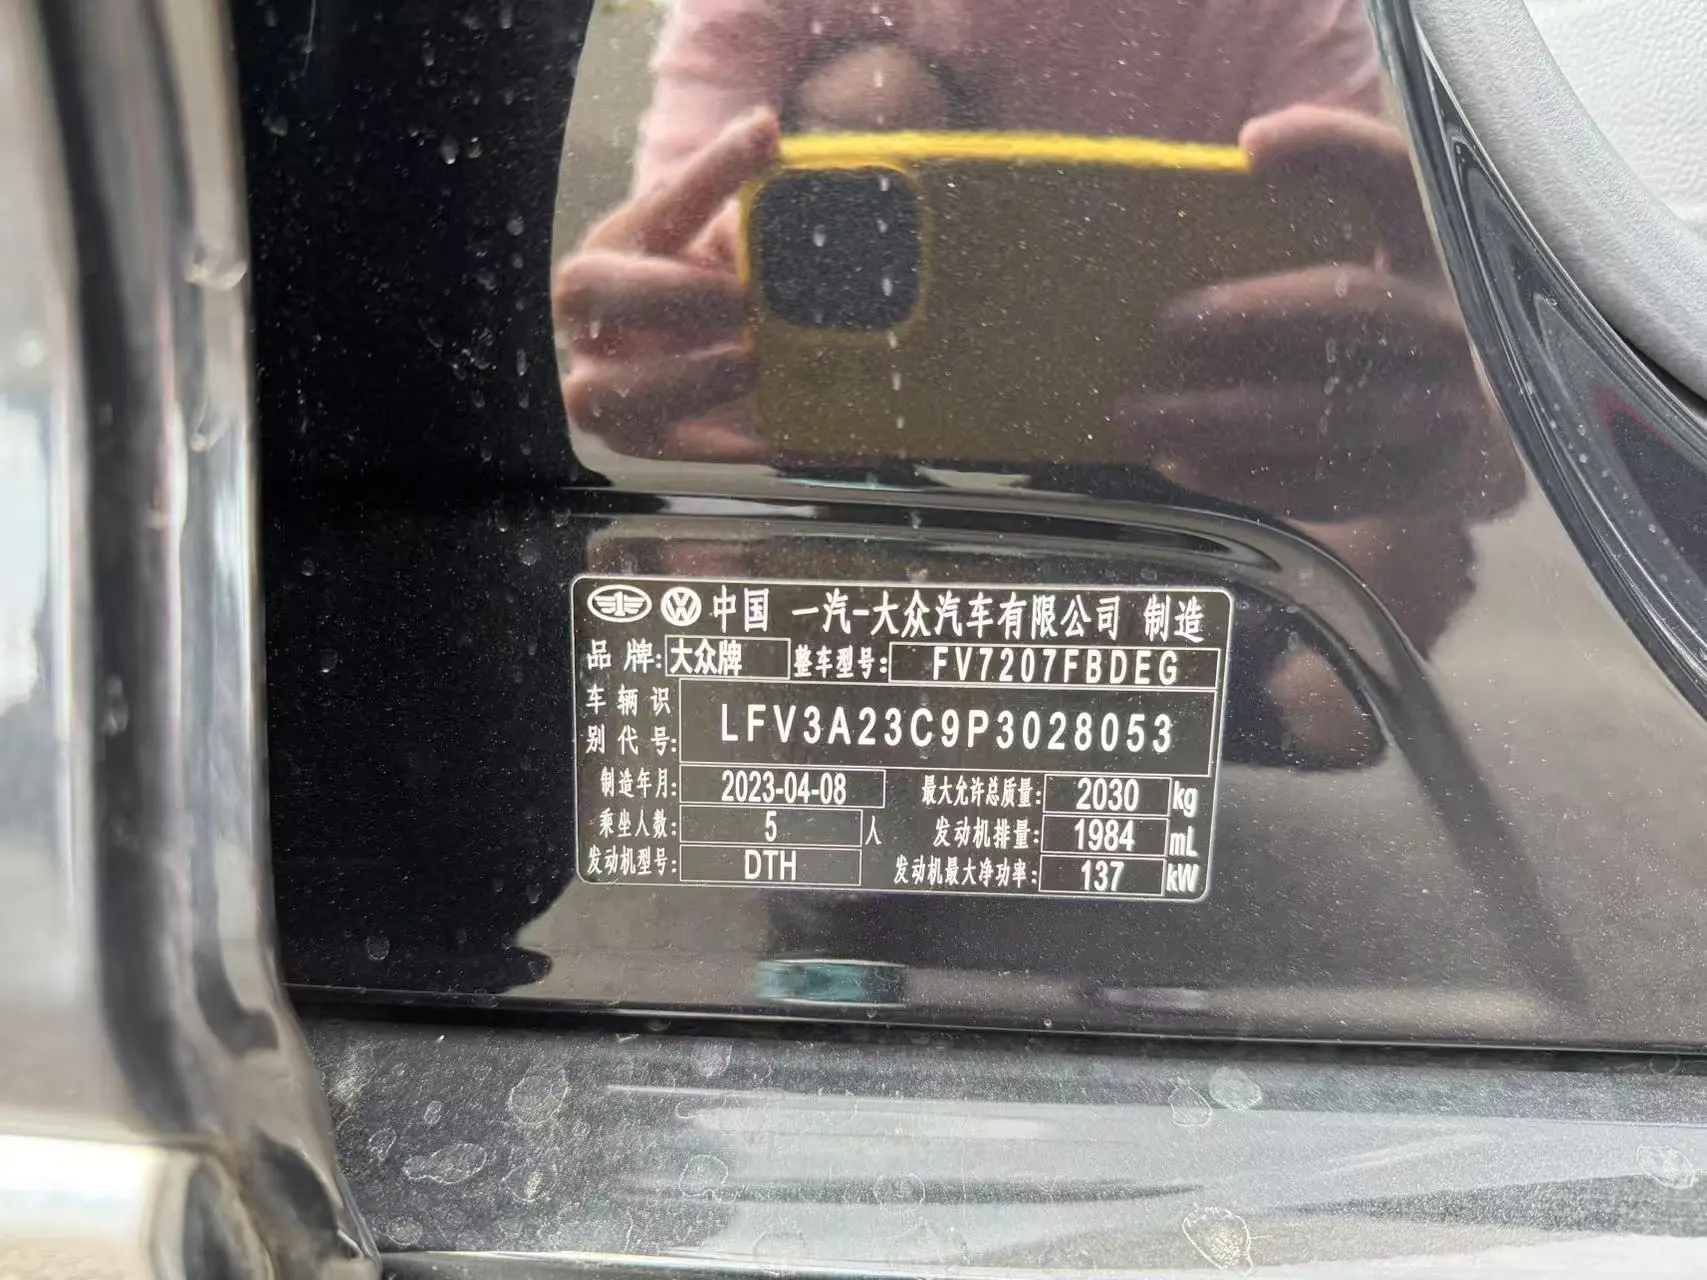 中国 一汽-大众汽车有限公司 制造
品牌: 大众牌 整车型号: FV7207FBDEG
车辆识别代号: LFV3A23C9P3028053
制造年月: 2023-04-08 最大允许总质量: 2030 kg
乘坐人数: 5 人 发动机排量: 1984 mL
发动机型号: DTH 发动机最大净功率: 137 kW